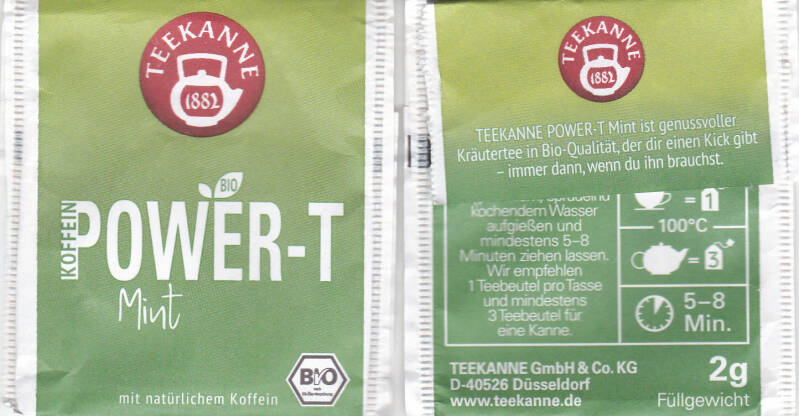 TEEKANNE
1882
BIO
KOFFEIN
POWER-T
Mint
BIO
mit natürlichem Koffein
TEEKANNE
1882
TEEKANNE POWER-T Mint ist genussvoller
Kräutertee in Bio-Qualität, der dir einen Kick gibt
– immer dann, wenn du ihn brauchst.
sprudelnd
kochendem Wasser
aufgießen und
mindestens 5–8
Minuten ziehen lassen.
Wir empfehlen
1 Teebeutel pro Tasse
und mindestens
3 Teebeutel für
eine Kanne.
= 1
100°C
= 3
5–8
Min.
TEEKANNE GmbH & Co. KG
D-40526 Düsseldorf
www.teekanne.de
2g
Füllgewicht